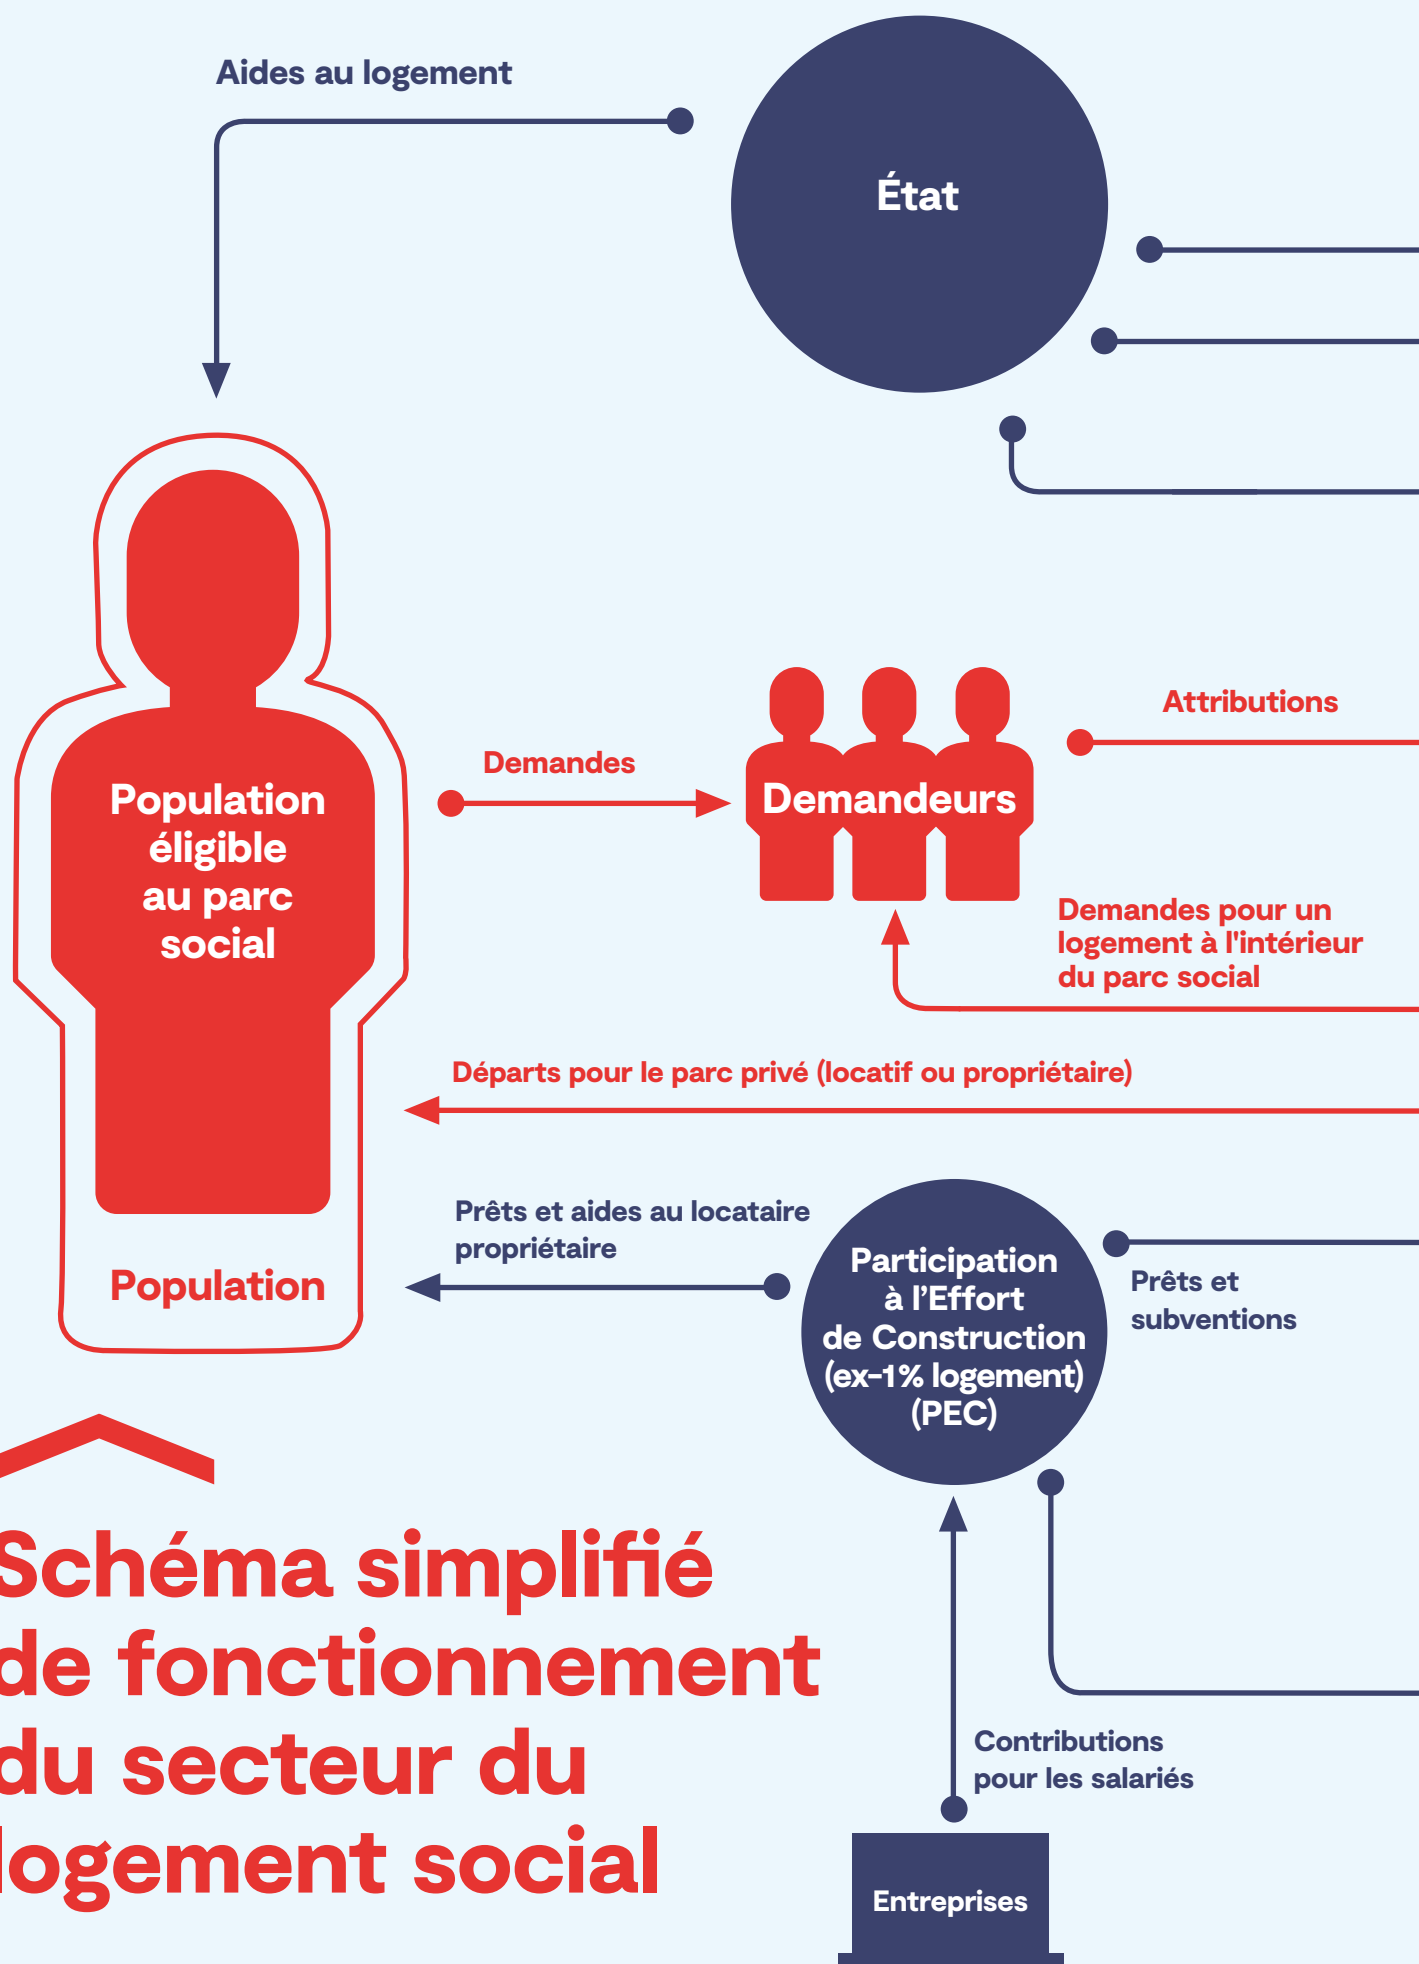 Aides au logement
État
Population
éligible
au parc
social
Demandes
Demandeurs
Attributions
Demandes pour un
logement à l'intérieur
du parc social
Départs pour le parc privé (locatif ou propriétaire)
Prêts et aides au locataire
propriétaire
Population
Participation
à l’Effort
de Construction
(ex-1% logement)
(PEC)
Prêts et
subventions
Schéma simplifié
de fonctionnement
du secteur du
logement social
Contributions
pour les salariés
Entreprises